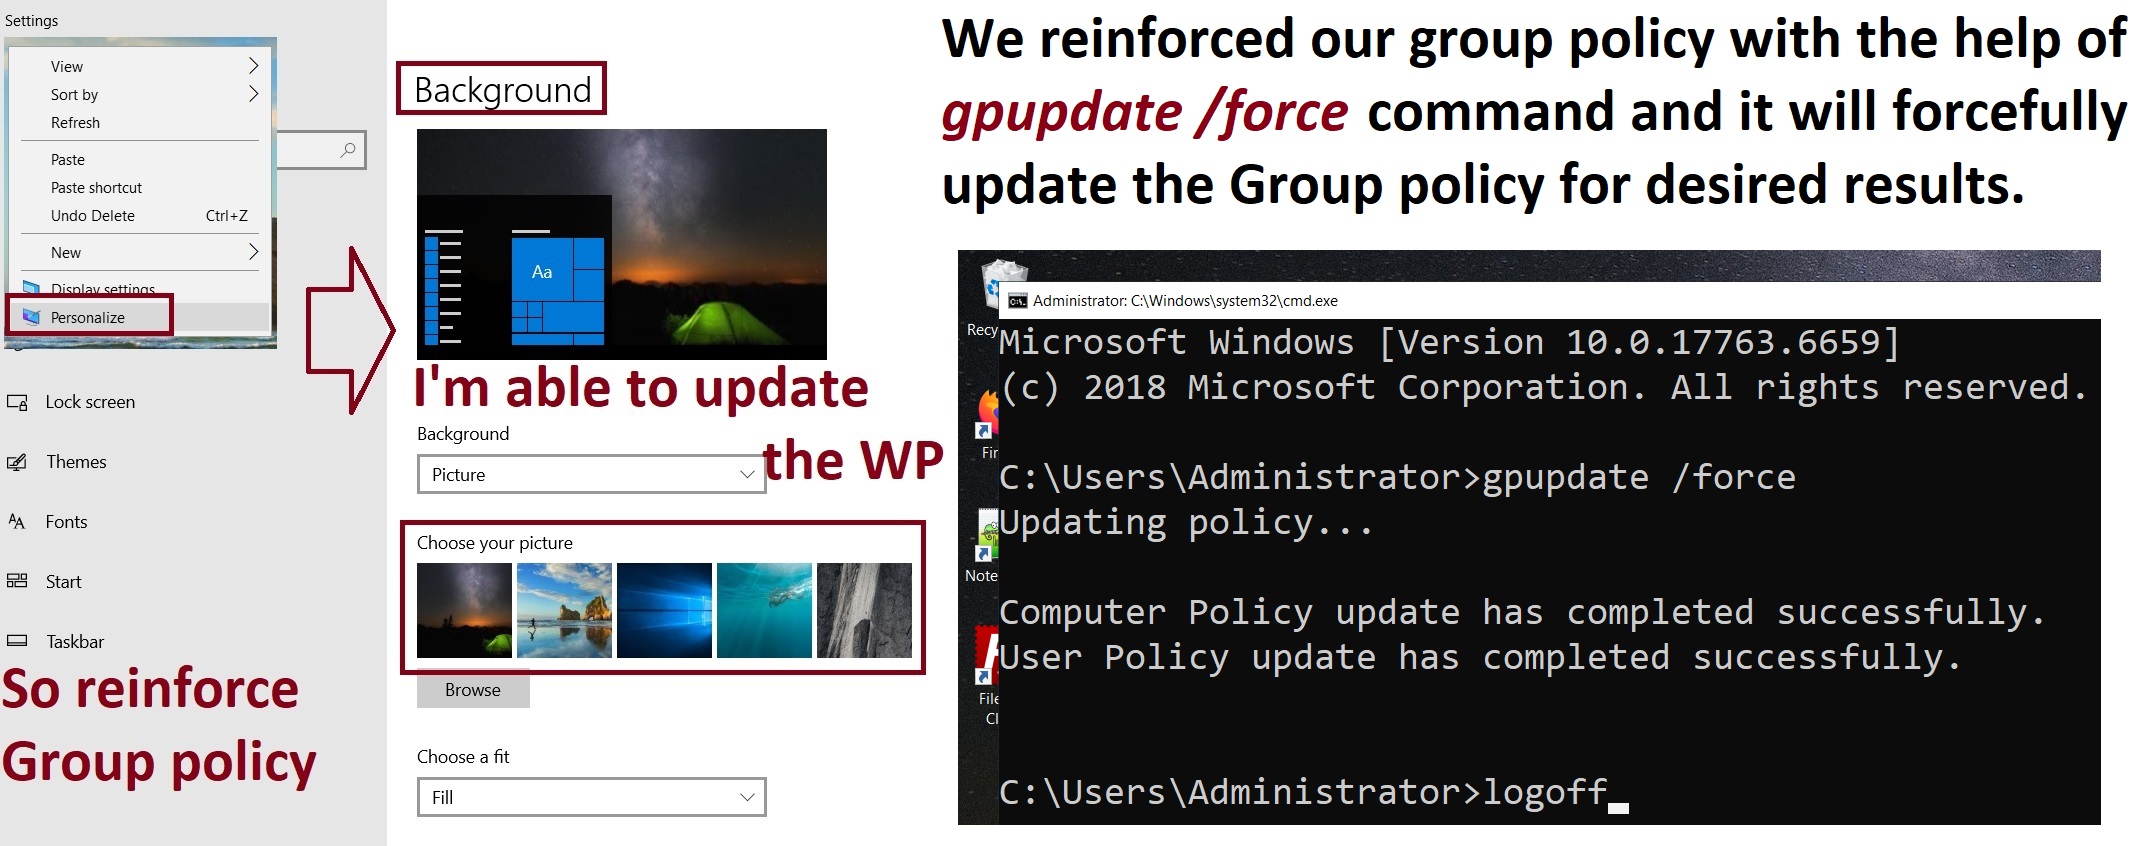 Settings
View
Sort by
Refresh
Paste
Paste shortcut
Undo Delete Ctrl+Z
New
Display settings
Personalize
Lock screen
Themes
Fonts
Start
Taskbar
So reinforce
Group policy
Background
Aa
I'm able to update
the WP
Background
Picture
Choose your picture
Browse
Choose a fit
Fill
We reinforced our group policy with the help of
gpupdate /force command and it will forcefully
update the Group policy for desired results.
Recy
Fir
Note
File
Cl
Administrator: C:\Windows\system32\cmd.exe
Microsoft Windows [Version 10.0.17763.6659]
(c) 2018 Microsoft Corporation. All rights reserved.
C:\Users\Administrator>gpupdate /force
Updating policy...
Computer Policy update has completed successfully.
User Policy update has completed successfully.
C:\Users\Administrator>logoff